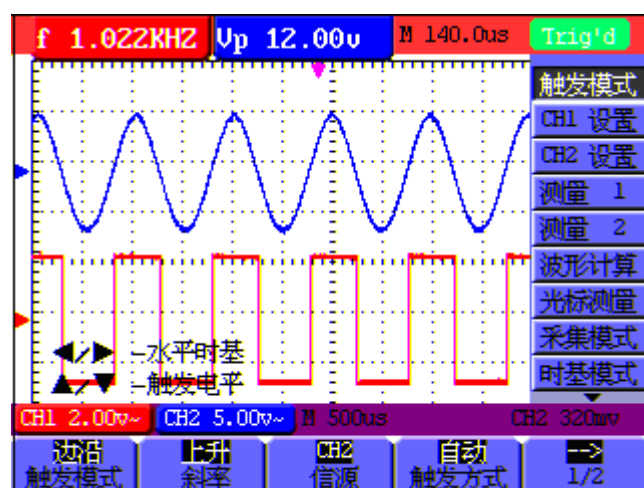 f 1.022KHZ Vp 12.00v M 140.0us Trig'd
触发模式
CH1 设置
CH2 设置
测量 1
测量 2
波形计算
光标测量
采集模式
时基模式
◀/▶ -水平时基
▲/▼ -触发电平
CH1 2.00v~ CH2 5.00v~ M 500us CH2 320mv
边沿 上升 CH2 自动 -->
触发模式 斜率 信源 触发方式 1/2